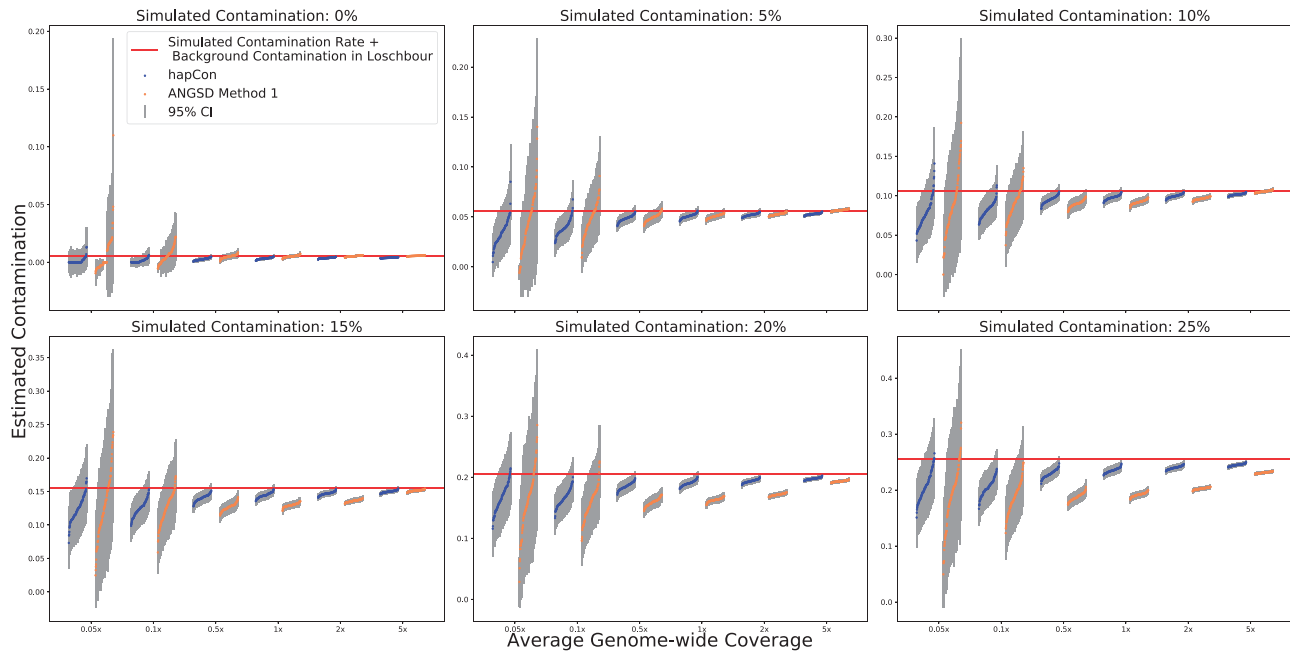 Simulated Contamination: 0%
Simulated Contamination: 5%
Simulated Contamination: 10%
0.20
0.15
0.10
0.05
0.00
Simulated Contamination Rate +
Background Contamination in Loschbour
hapCon
ANGSD Method 1
95% CI
0.20
0.15
0.10
0.05
0.00
0.30
0.25
0.20
0.15
0.10
0.05
0.00
Estimated Contamination
Simulated Contamination: 15%
Simulated Contamination: 20%
Simulated Contamination: 25%
0.35
0.30
0.25
0.20
0.15
0.10
0.05
0.00
0.4
0.3
0.2
0.1
0.0
0.4
0.3
0.2
0.1
0.0
0.05x 0.1x 0.5x 1x 2x 5x
0.05x 0.1x 0.5x 1x 2x 5x
0.05x 0.1x 0.5x 1x 2x 5x
Average Genome-wide Coverage